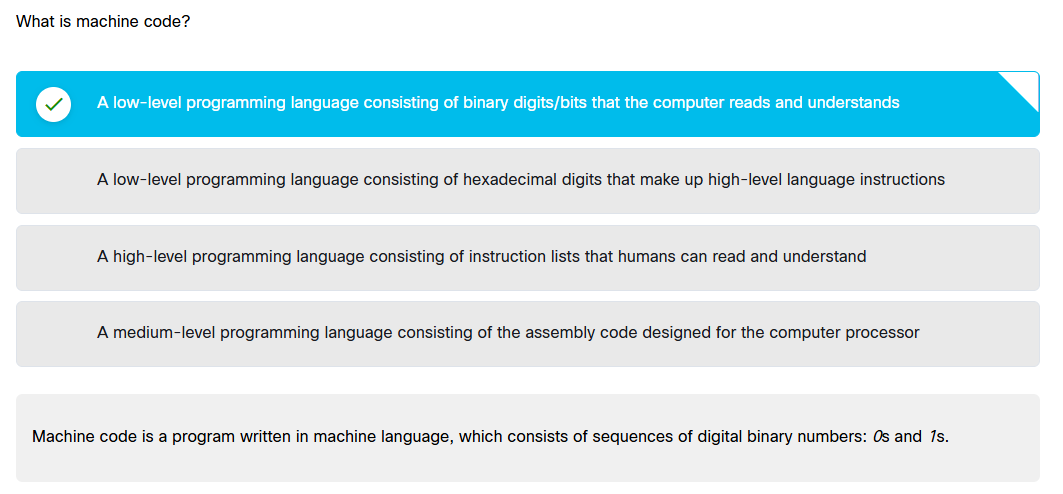 What is machine code?
A low-level programming language consisting of binary digits/bits that the computer reads and understands
A low-level programming language consisting of hexadecimal digits that make up high-level language instructions
A high-level programming language consisting of instruction lists that humans can read and understand
A medium-level programming language consisting of the assembly code designed for the computer processor
Machine code is a program written in machine language, which consists of sequences of digital binary numbers: 0s and 1s.